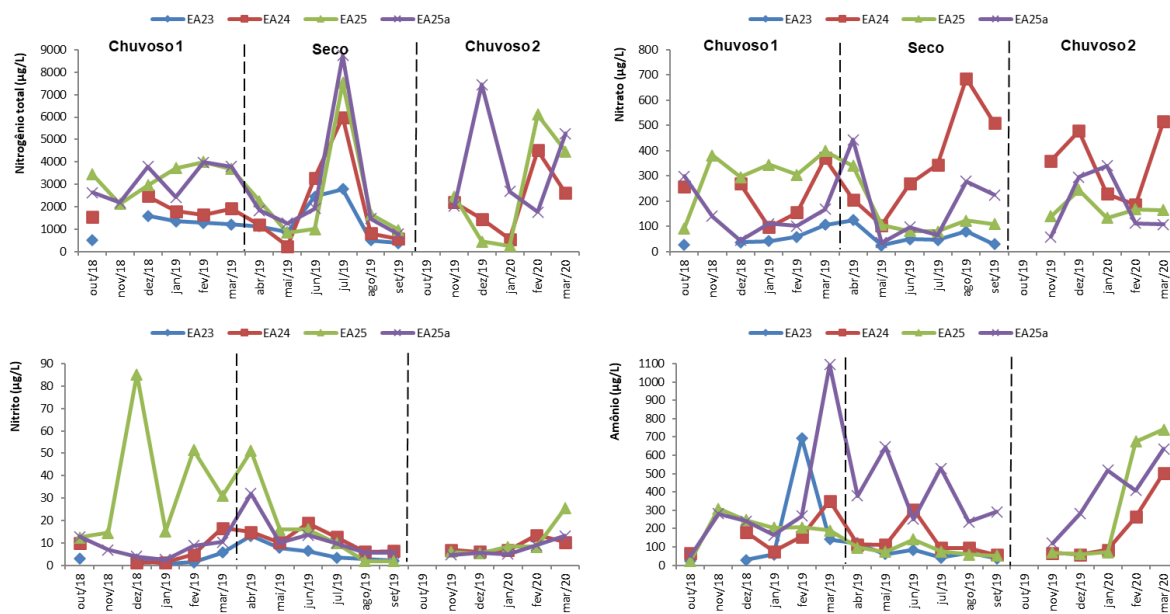 EA23 EA24 EA25 EA25a
Chuvoso1 Seco Chuvoso2
Nitrogênio total (µg/L)
9000
8000
7000
6000
5000
4000
3000
2000
1000
0
out/18 nov/18 dez/18 jan/19 fev/19 mar/19 abr/19 mai/19 jun/19 jul/19 ago/19 set/19 out/19 nov/19 dez/19 jan/20 fev/20 mar/20
EA23 EA24 EA25 EA25a
Chuvoso1 Seco Chuvoso2
Nitrato (µg/L)
800
700
600
500
400
300
200
100
0
out/18 nov/18 dez/18 jan/19 fev/19 mar/19 abr/19 mai/19 jun/19 jul/19 ago/19 set/19 out/19 nov/19 dez/19 jan/20 fev/20 mar/20
EA23 EA24 EA25 EA25a
Nitrito (µg/L)
90
80
70
60
50
40
30
20
10
0
out/18 nov/18 dez/18 jan/19 fev/19 mar/19 abr/19 mai/19 jun/19 jul/19 ago/19 set/19 out/19 nov/19 dez/19 jan/20 fev/20 mar/20
EA23 EA24 EA25 EA25a
Amônio (µg/L)
1100
1000
900
800
700
600
500
400
300
200
100
0
out/18 nov/18 dez/18 jan/19 fev/19 mar/19 abr/19 mai/19 jun/19 jul/19 ago/19 set/19 out/19 nov/19 dez/19 jan/20 fev/20 mar/20